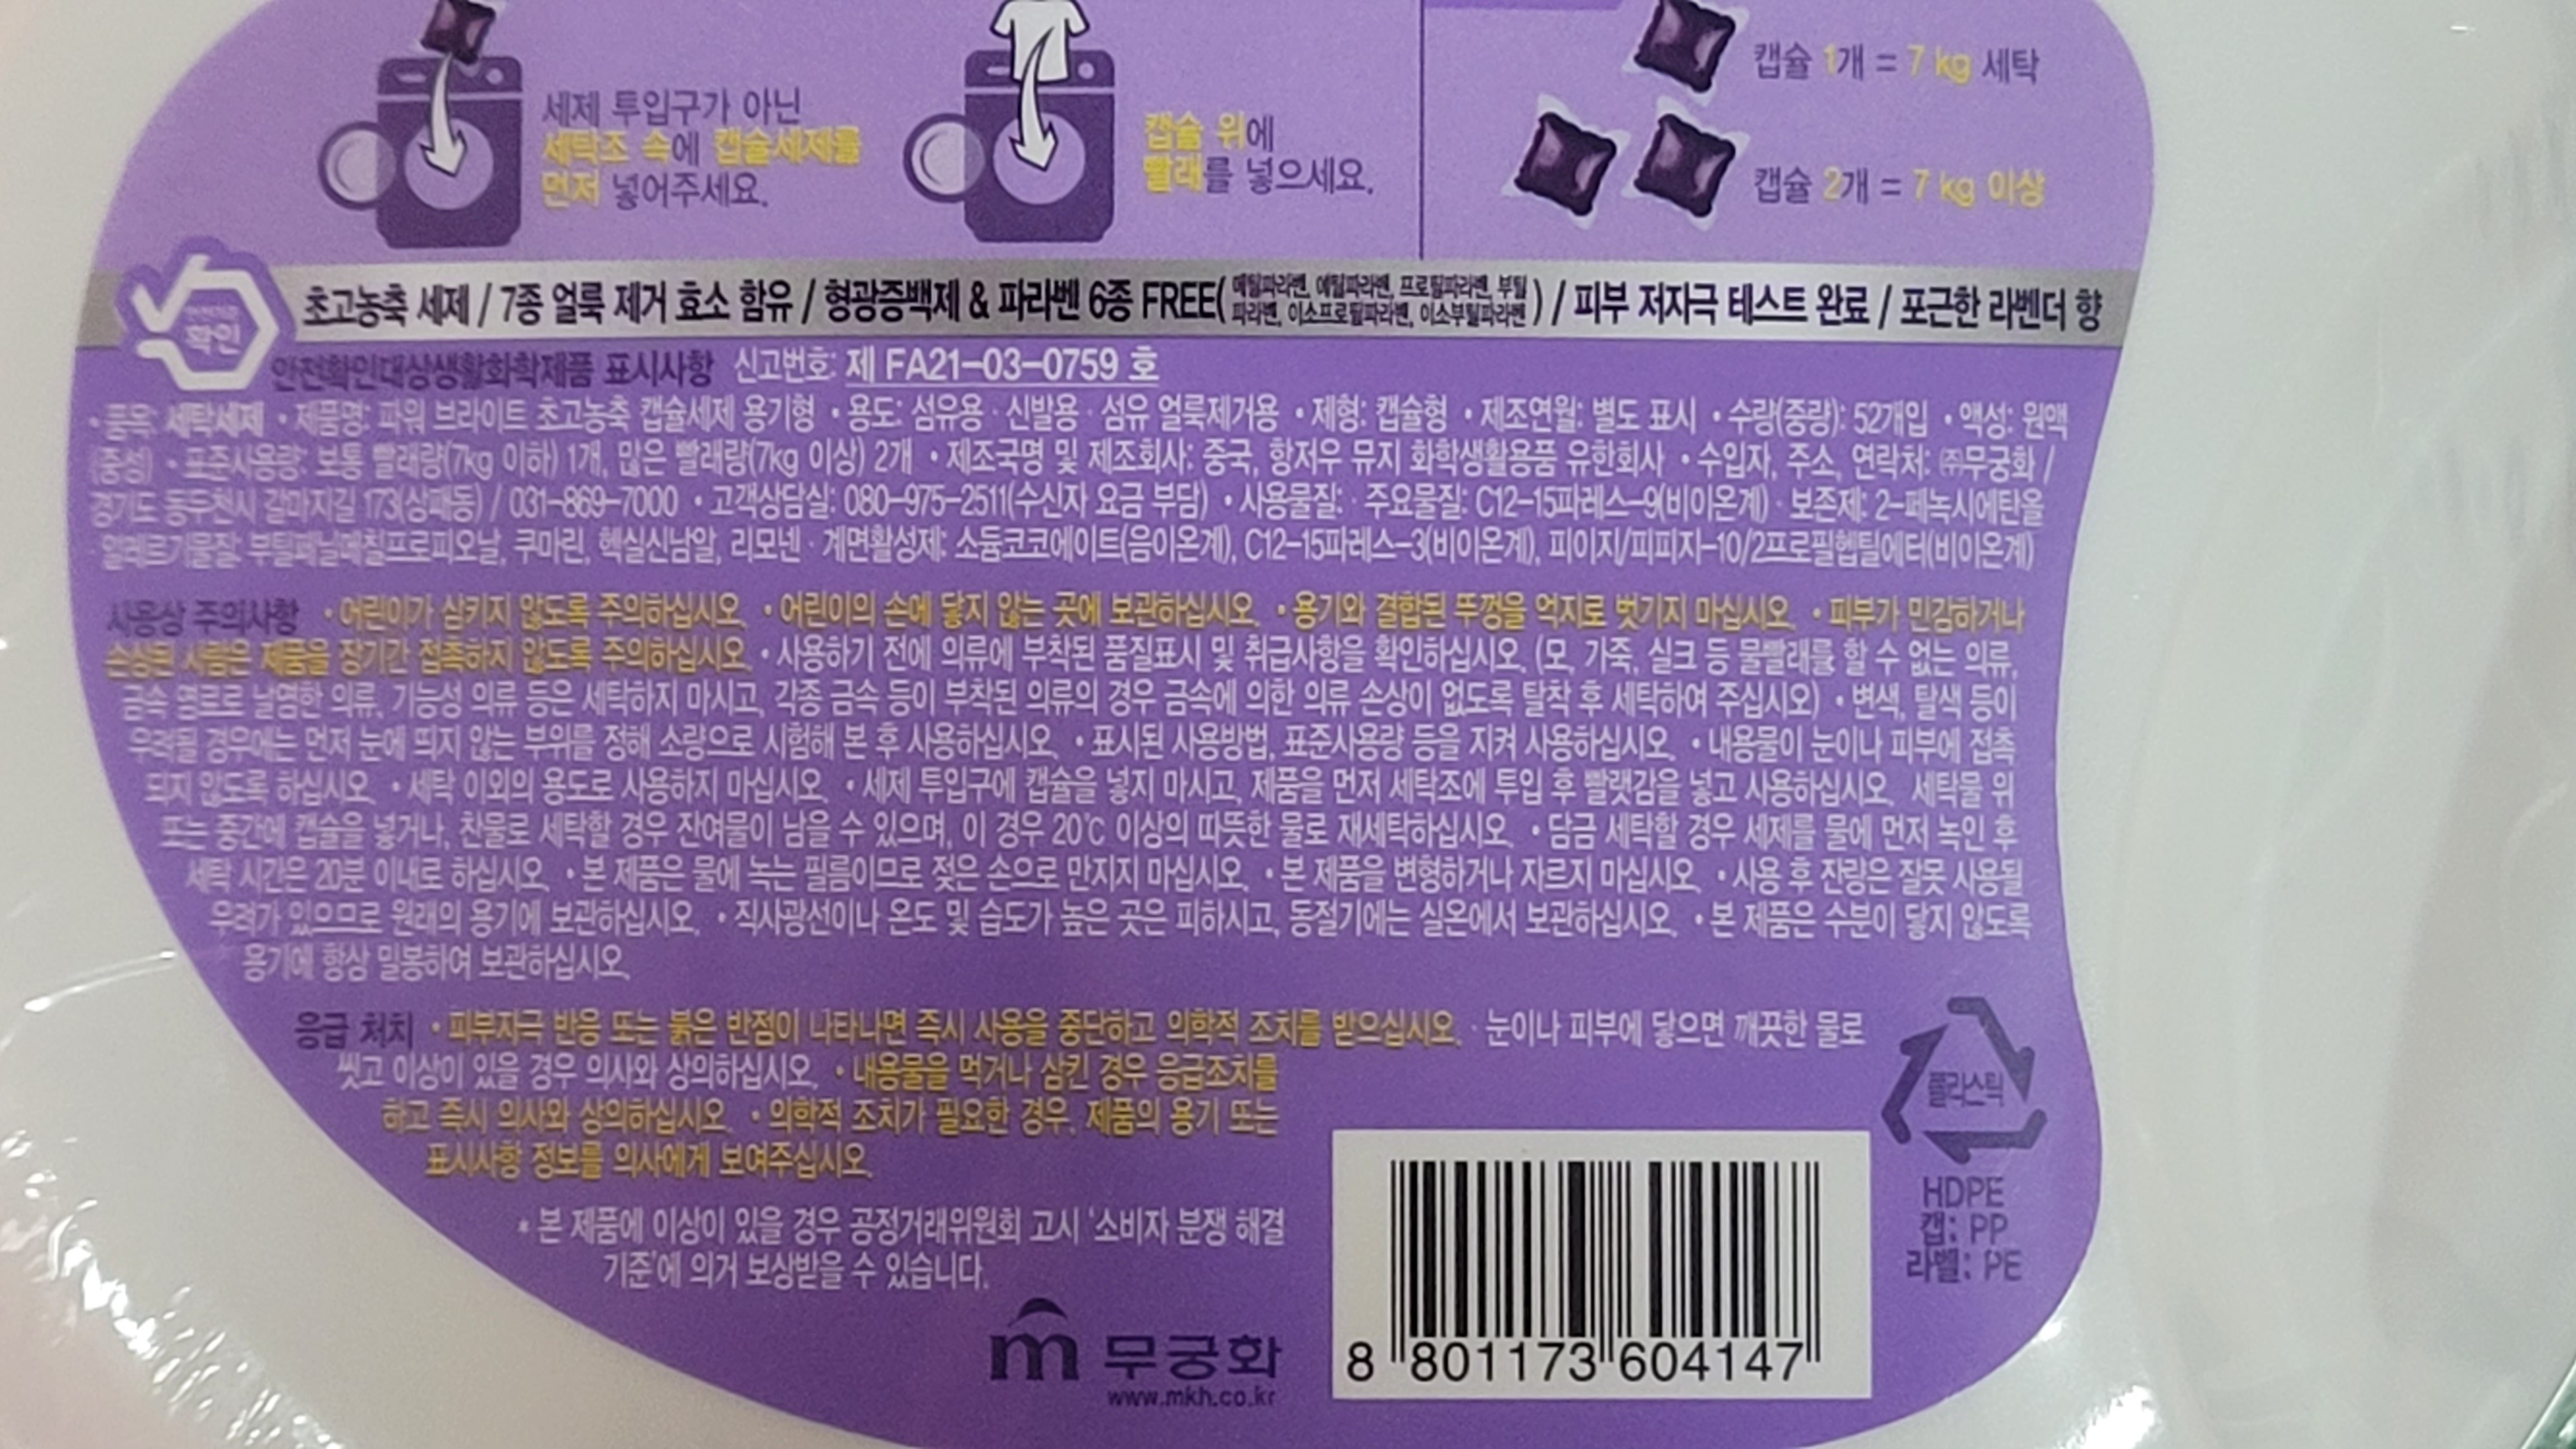 세제 투입구가 아닌
세탁조 속에 캡슐세제를
먼저 넣어주세요.
캡슐 위에
빨래를 넣으세요.
캡슐 1개 = 7 kg 세탁
캡슐 2개 = 7 kg 이상
확인
초고농축 세제 / 7종 얼룩 제거 효소 함유 / 형광증백제 & 파라벤 6종 FREE(메틸파라벤, 에틸파라벤, 프로필파라벤, 부틸파라벤, 이소프로필파라벤, 이소부틸파라벤) / 피부 저자극 테스트 완료 / 포근한 라벤더 향
안전확인대상생활화학제품 표시사항 신고번호: 제 FA21-03-0759 호
• 품목: 세탁세제 • 제품명: 파워 브라이트 초고농축 캡슐세제 용기형 • 용도: 섬유용 · 신발용 · 섬유 얼룩제거용 • 제형: 캡슐형 • 제조연월: 별도 표시 • 수량(중량): 52개입 • 액성: 원액
(중성) • 표준사용량: 보통 빨래량(7kg 이하) 1개, 많은 빨래량(7kg 이상) 2개 • 제조국명 및 제조회사: 중국, 항저우 뮤지 화학생활용품 유한회사 • 수입자, 주소, 연락처: ㈜무궁화 /
경기도 동두천시 갈마지길 173(상패동) / 031-869-7000 • 고객상담실: 080-975-2511(수신자 요금 부담) • 사용물질: · 주요물질: C12-15파레스-9(비이온계) · 보존제: 2-페녹시에탄올
· 알레르기물질: 부틸페닐메칠프로피오날, 쿠마린, 헥실신남알, 리모넨 · 계면활성제: 소듐코코에이트(음이온계), C12-15파레스-3(비이온계), 피이지/피피지-10/2프로필헵틸에터(비이온계)
사용상 주의사항 • 어린이가 삼키지 않도록 주의하십시오. • 어린이의 손에 닿지 않는 곳에 보관하십시오. • 용기와 결합된 뚜껑을 억지로 벗기지 마십시오. • 피부가 민감하거나
손상된 사람은 제품을 장기간 접촉하지 않도록 주의하십시오. • 사용하기 전에 의류에 부착된 품질표시 및 취급사항을 확인하십시오. (모, 가죽, 실크 등 물빨래를 할 수 없는 의류,
금속 염료로 날염한 의류, 기능성 의류 등은 세탁하지 마시고, 각종 금속 등이 부착된 의류의 경우 금속에 의한 의류 손상이 없도록 탈착 후 세탁하여 주십시오) • 변색, 탈색 등이
우려될 경우에는 먼저 눈에 띄지 않는 부위를 정해 소량으로 시험해 본 후 사용하십시오. • 표시된 사용방법, 표준사용량 등을 지켜 사용하십시오. • 내용물이 눈이나 피부에 접촉
되지 않도록 하십시오. • 세탁 이외의 용도로 사용하지 마십시오. • 세제 투입구에 캡슐을 넣지 마시고, 제품을 먼저 세탁조에 투입 후 빨랫감을 넣고 사용하십시오. 세탁물 위
또는 중간에 캡슐을 넣거나, 찬물로 세탁할 경우 잔여물이 남을 수 있으며, 이 경우 20℃ 이상의 따뜻한 물로 재세탁하십시오. • 담금 세탁할 경우 세제를 물에 먼저 녹인 후
세탁 시간은 20분 이내로 하십시오. • 본 제품은 물에 녹는 필름이므로 젖은 손으로 만지지 마십시오. • 본 제품을 변형하거나 자르지 마십시오. • 사용 후 잔량은 잘못 사용될
우려가 있으므로 원래의 용기에 보관하십시오. • 직사광선이나 온도 및 습도가 높은 곳은 피하시고, 동절기에는 실온에서 보관하십시오. • 본 제품은 수분이 닿지 않도록
용기에 항상 밀봉하여 보관하십시오.
응급 처치 • 피부자극 반응 또는 붉은 반점이 나타나면 즉시 사용을 중단하고 의학적 조치를 받으십시오. · 눈이나 피부에 닿으면 깨끗한 물로
씻고 이상이 있을 경우 의사와 상의하십시오. • 내용물을 먹거나 삼킨 경우 응급조치를
하고 즉시 의사와 상의하십시오. • 의학적 조치가 필요한 경우, 제품의 용기 또는
표시사항 정보를 의사에게 보여주십시오.
* 본 제품에 이상이 있을 경우 공정거래위원회 고시 '소비자 분쟁 해결
기준'에 의거 보상받을 수 있습니다.
플라스틱
HDPE
캡: PP
라벨: PE
무궁화
www.mkh.co.kr
8 801173 604147